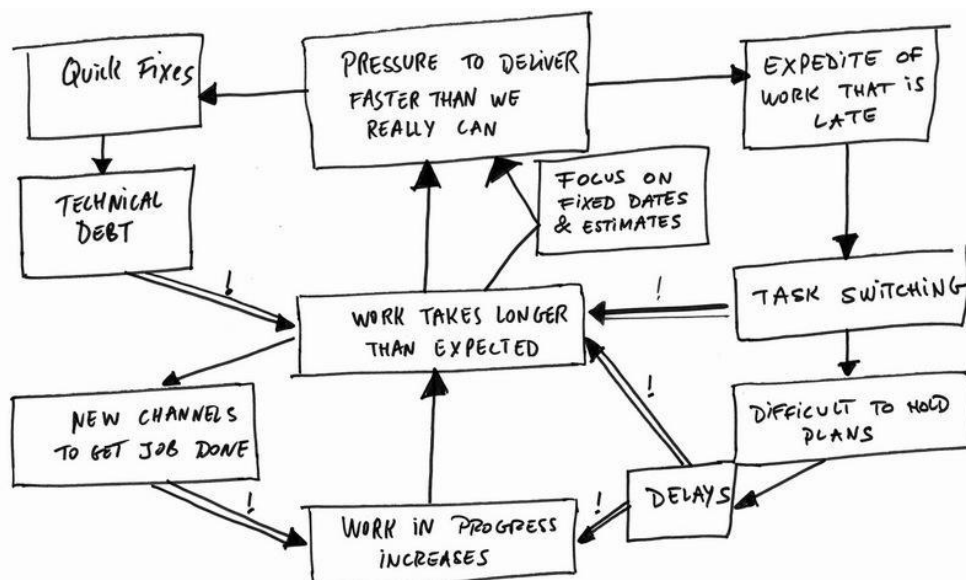 Quick Fixes
PRESSURE TO DELIVER
FASTER THAN WE
REALLY CAN
EXPEDITE OF
WORK THAT IS
LATE
TECHNICAL
DEBT
FOCUS ON
FIXED DATES
& ESTIMATES
!
WORK TAKES LONGER
THAN EXPECTED
!
TASK SWITCHING
NEW CHANNELS
TO GET JOB DONE
!
DIFFICULT TO HOLD
PLANS
!
WORK IN PROGRESS
INCREASES
!
DELAYS